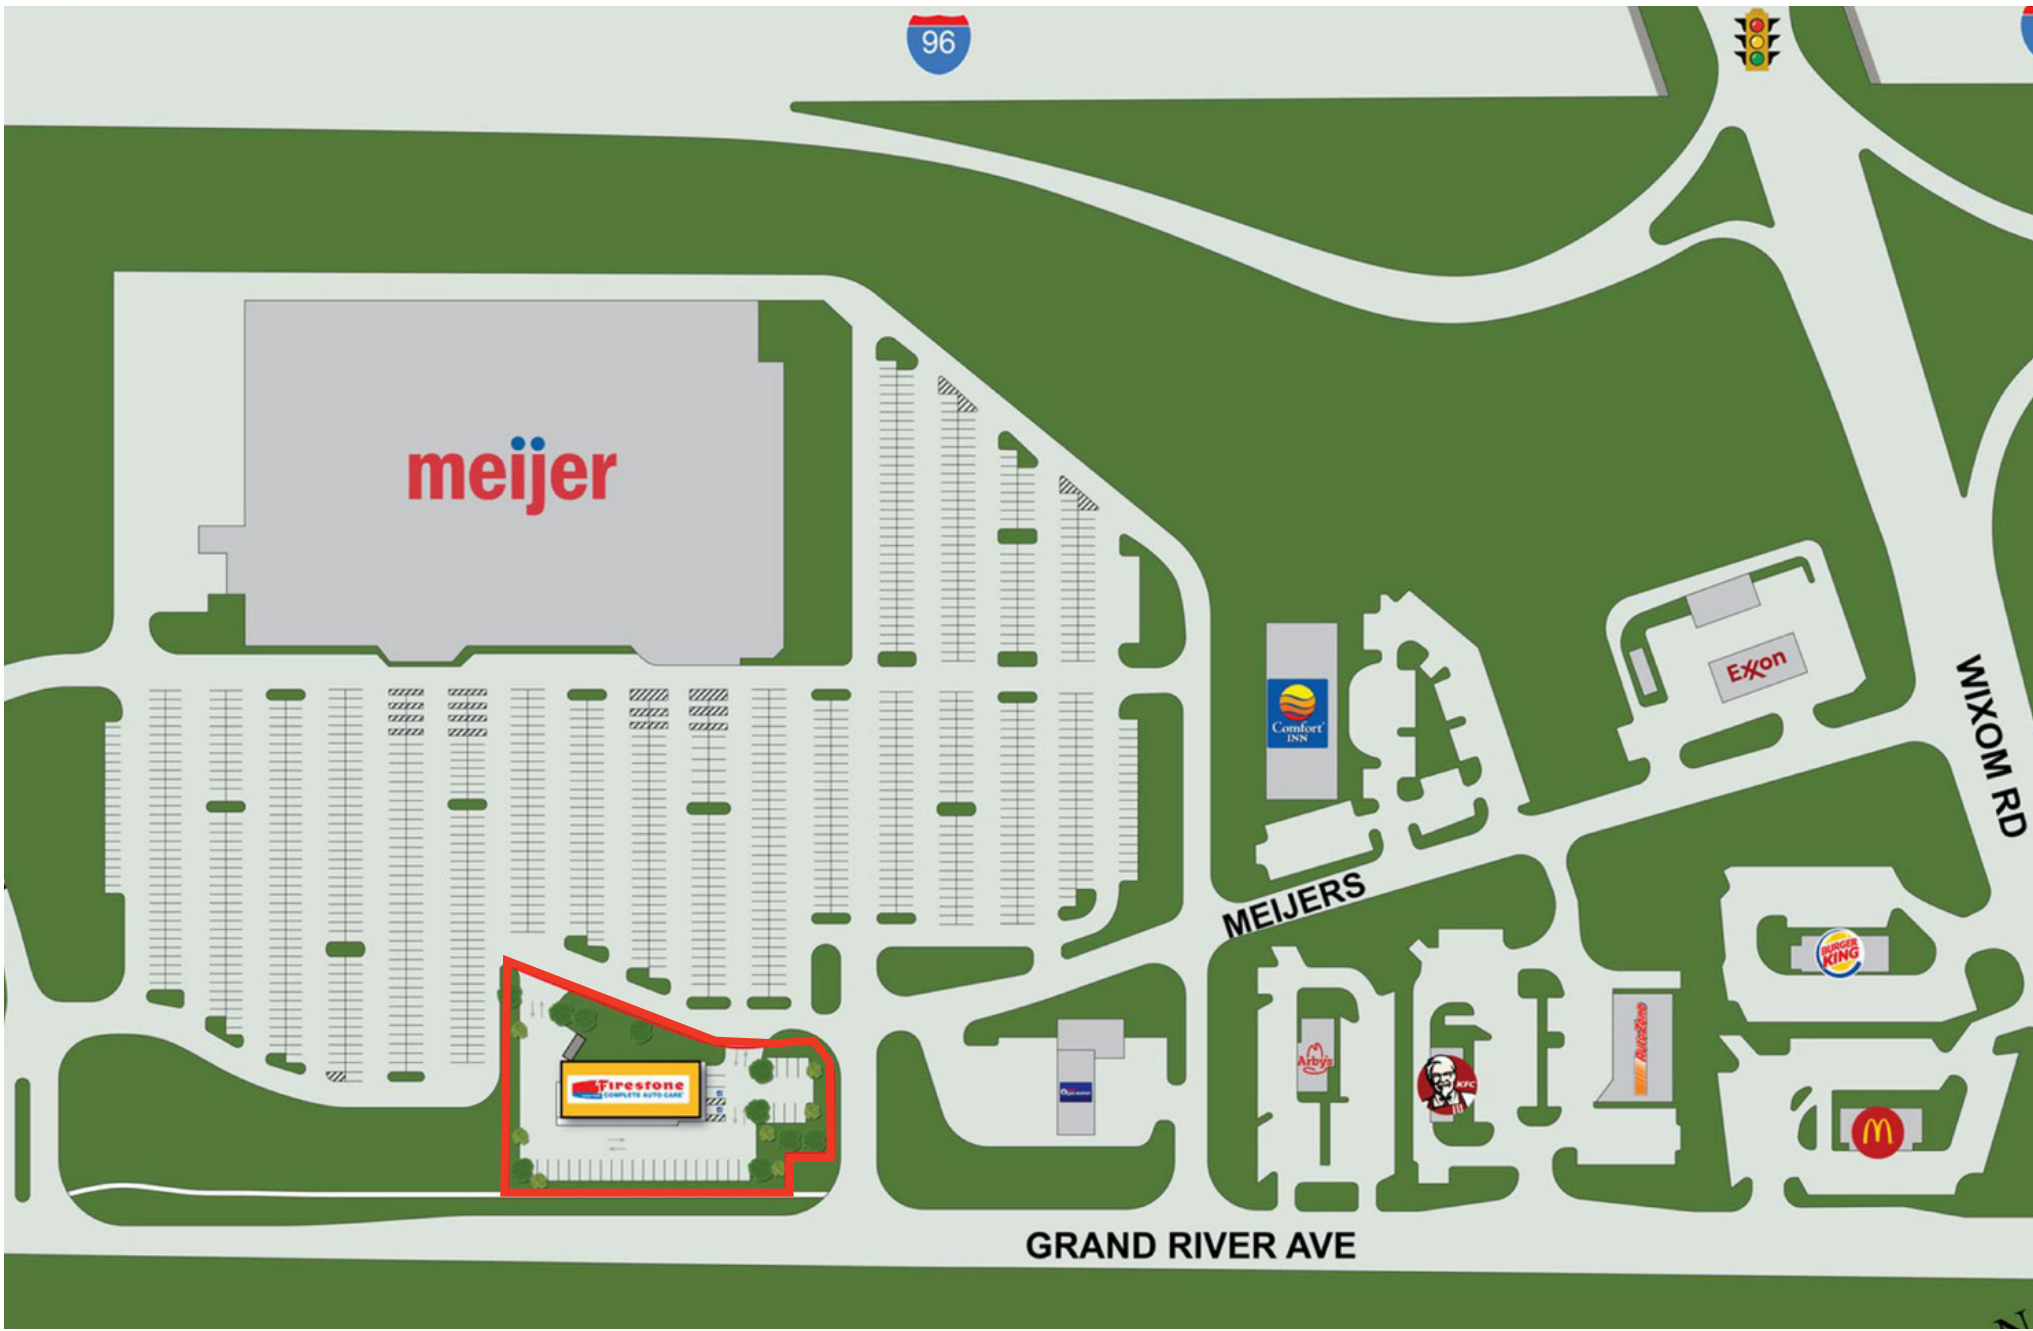 96
meijer
Comfort
INN
Exxon
WIXOM RD
MEIJERS
BURGER
KING
Arby's
KFC
AutoZone
Firestone
COMPLETE AUTO CARE
GRAND RIVER AVE
N